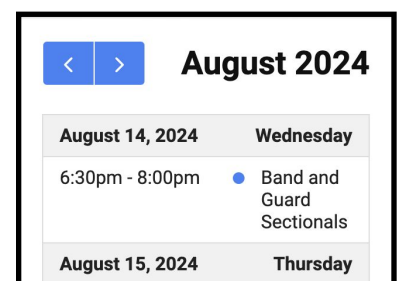 August 2024
August 14, 2024 Wednesday
6:30pm - 8:00pm Band and
Guard
Sectionals
August 15, 2024 Thursday